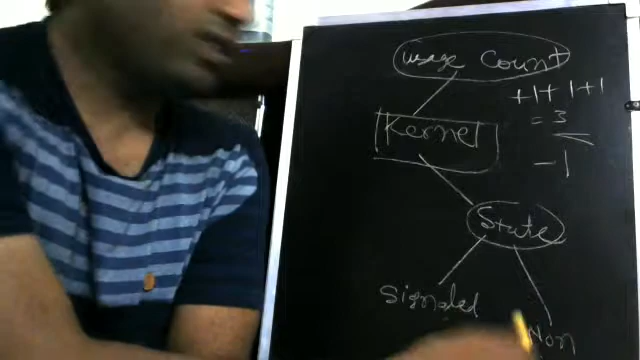 usage count
+1+1+1
= 3
Kernel
-1
State
Signaled
Non